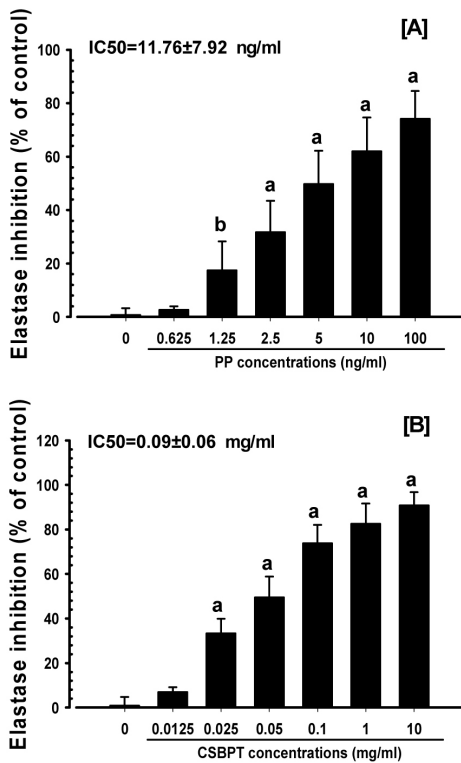 [A]
IC50=11.76±7.92 ng/ml
Elastase inhibition (% of control)
100
80
60
40
20
0
b
a
a
a
a
0 0.625 1.25 2.5 5 10 100
PP concentrations (ng/ml)
[B]
IC50=0.09±0.06 mg/ml
Elastase inhibition (% of control)
120
100
80
60
40
20
0
a
a
a
a
a
0 0.0125 0.025 0.05 0.1 1 10
CSBPT concentrations (mg/ml)